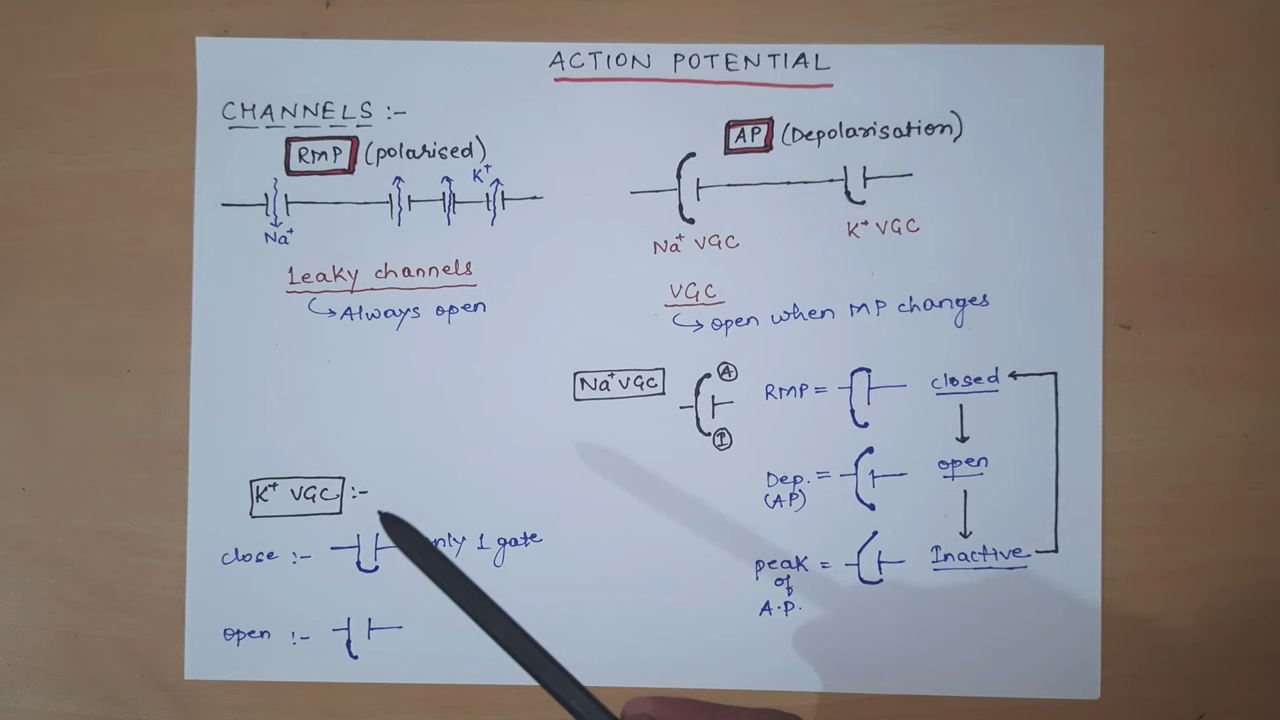 ACTION POTENTIAL
CHANNELS :-
RMP (polarised)
K+
Na+
Leaky channels
↳Always open
AP (Depolarisation)
Na+ VGC
K+ VGC
VGC
↳open when MP changes
Na+ VGC
A
I
RMP = closed
Dep. = open
(AP)
peak = Inactive
of
A.P.
K+ VGC :-
close :- 1 gate
open :-